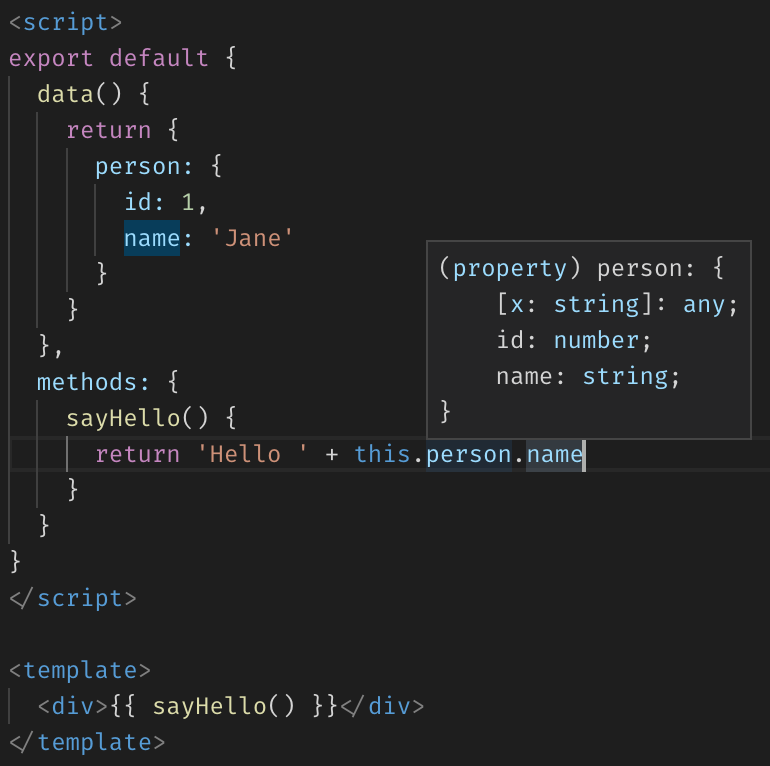 <script>
export default {
  data() {
    return {
      person: {
        id: 1,
        name: 'Jane'
      }
    }
  },
  methods: {
    sayHello() {
      return 'Hello ' + this.person.name
    }
  }
}
</script>

<template>
  <div>{{ sayHello() }}</div>
</template>
(property) person: {
    [x: string]: any;
    id: number;
    name: string;
}